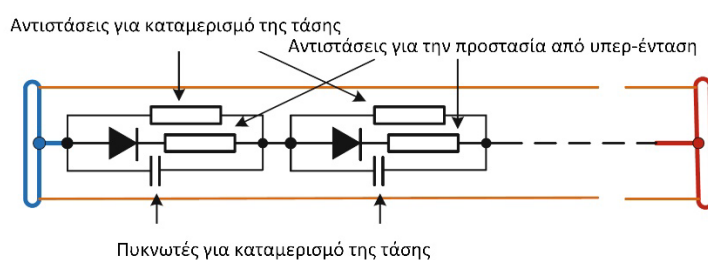 Αντιστάσεις για καταμερισμό της τάσης
Αντιστάσεις για την προστασία από υπερ-ένταση
Πυκνωτές για καταμερισμό της τάσης